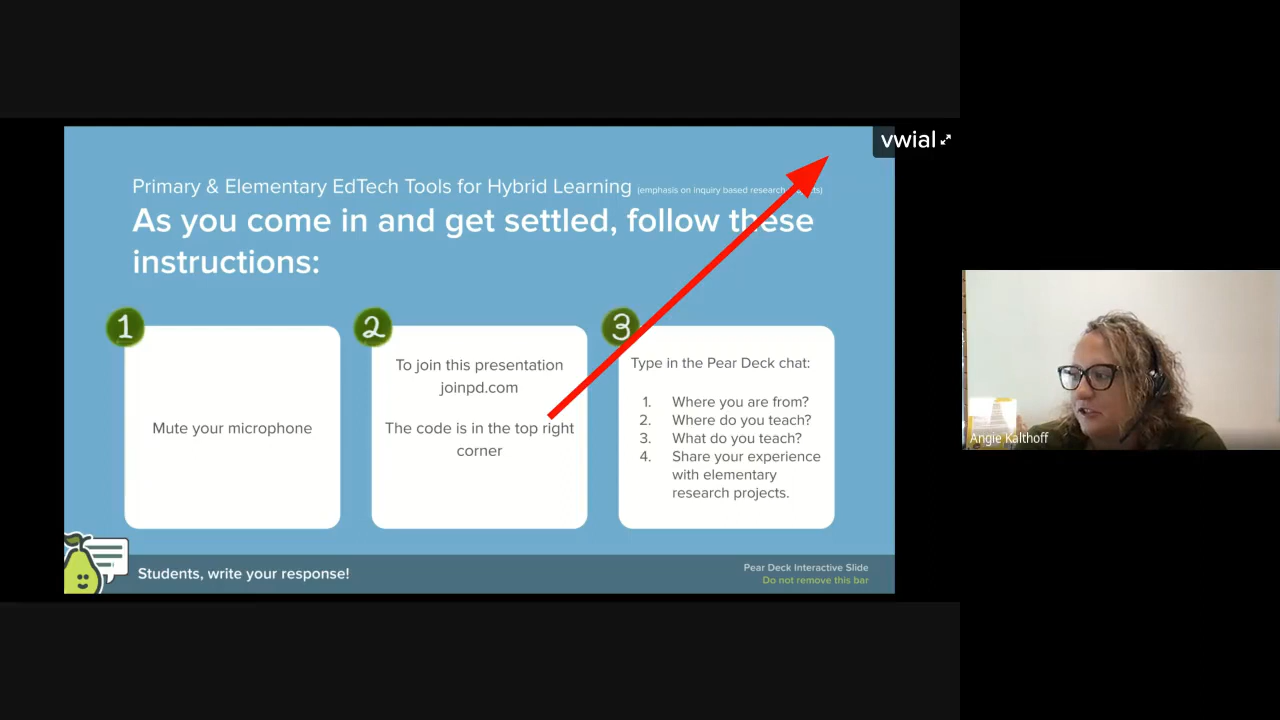 vwial
Primary & Elementary EdTech Tools for Hybrid Learning (emphasis on inquiry based research
As you come in and get settled, follow these
instructions:
1
Mute your microphone
2
To join this presentation
joinpd.com
The code is in the top right
corner
3
Type in the Pear Deck chat:
1. Where you are from?
2. Where do you teach?
3. What do you teach?
4. Share your experience
with elementary
research projects.
Students, write your response!
Pear Deck Interactive Slide
Do not remove this bar
Angie Kalthoff